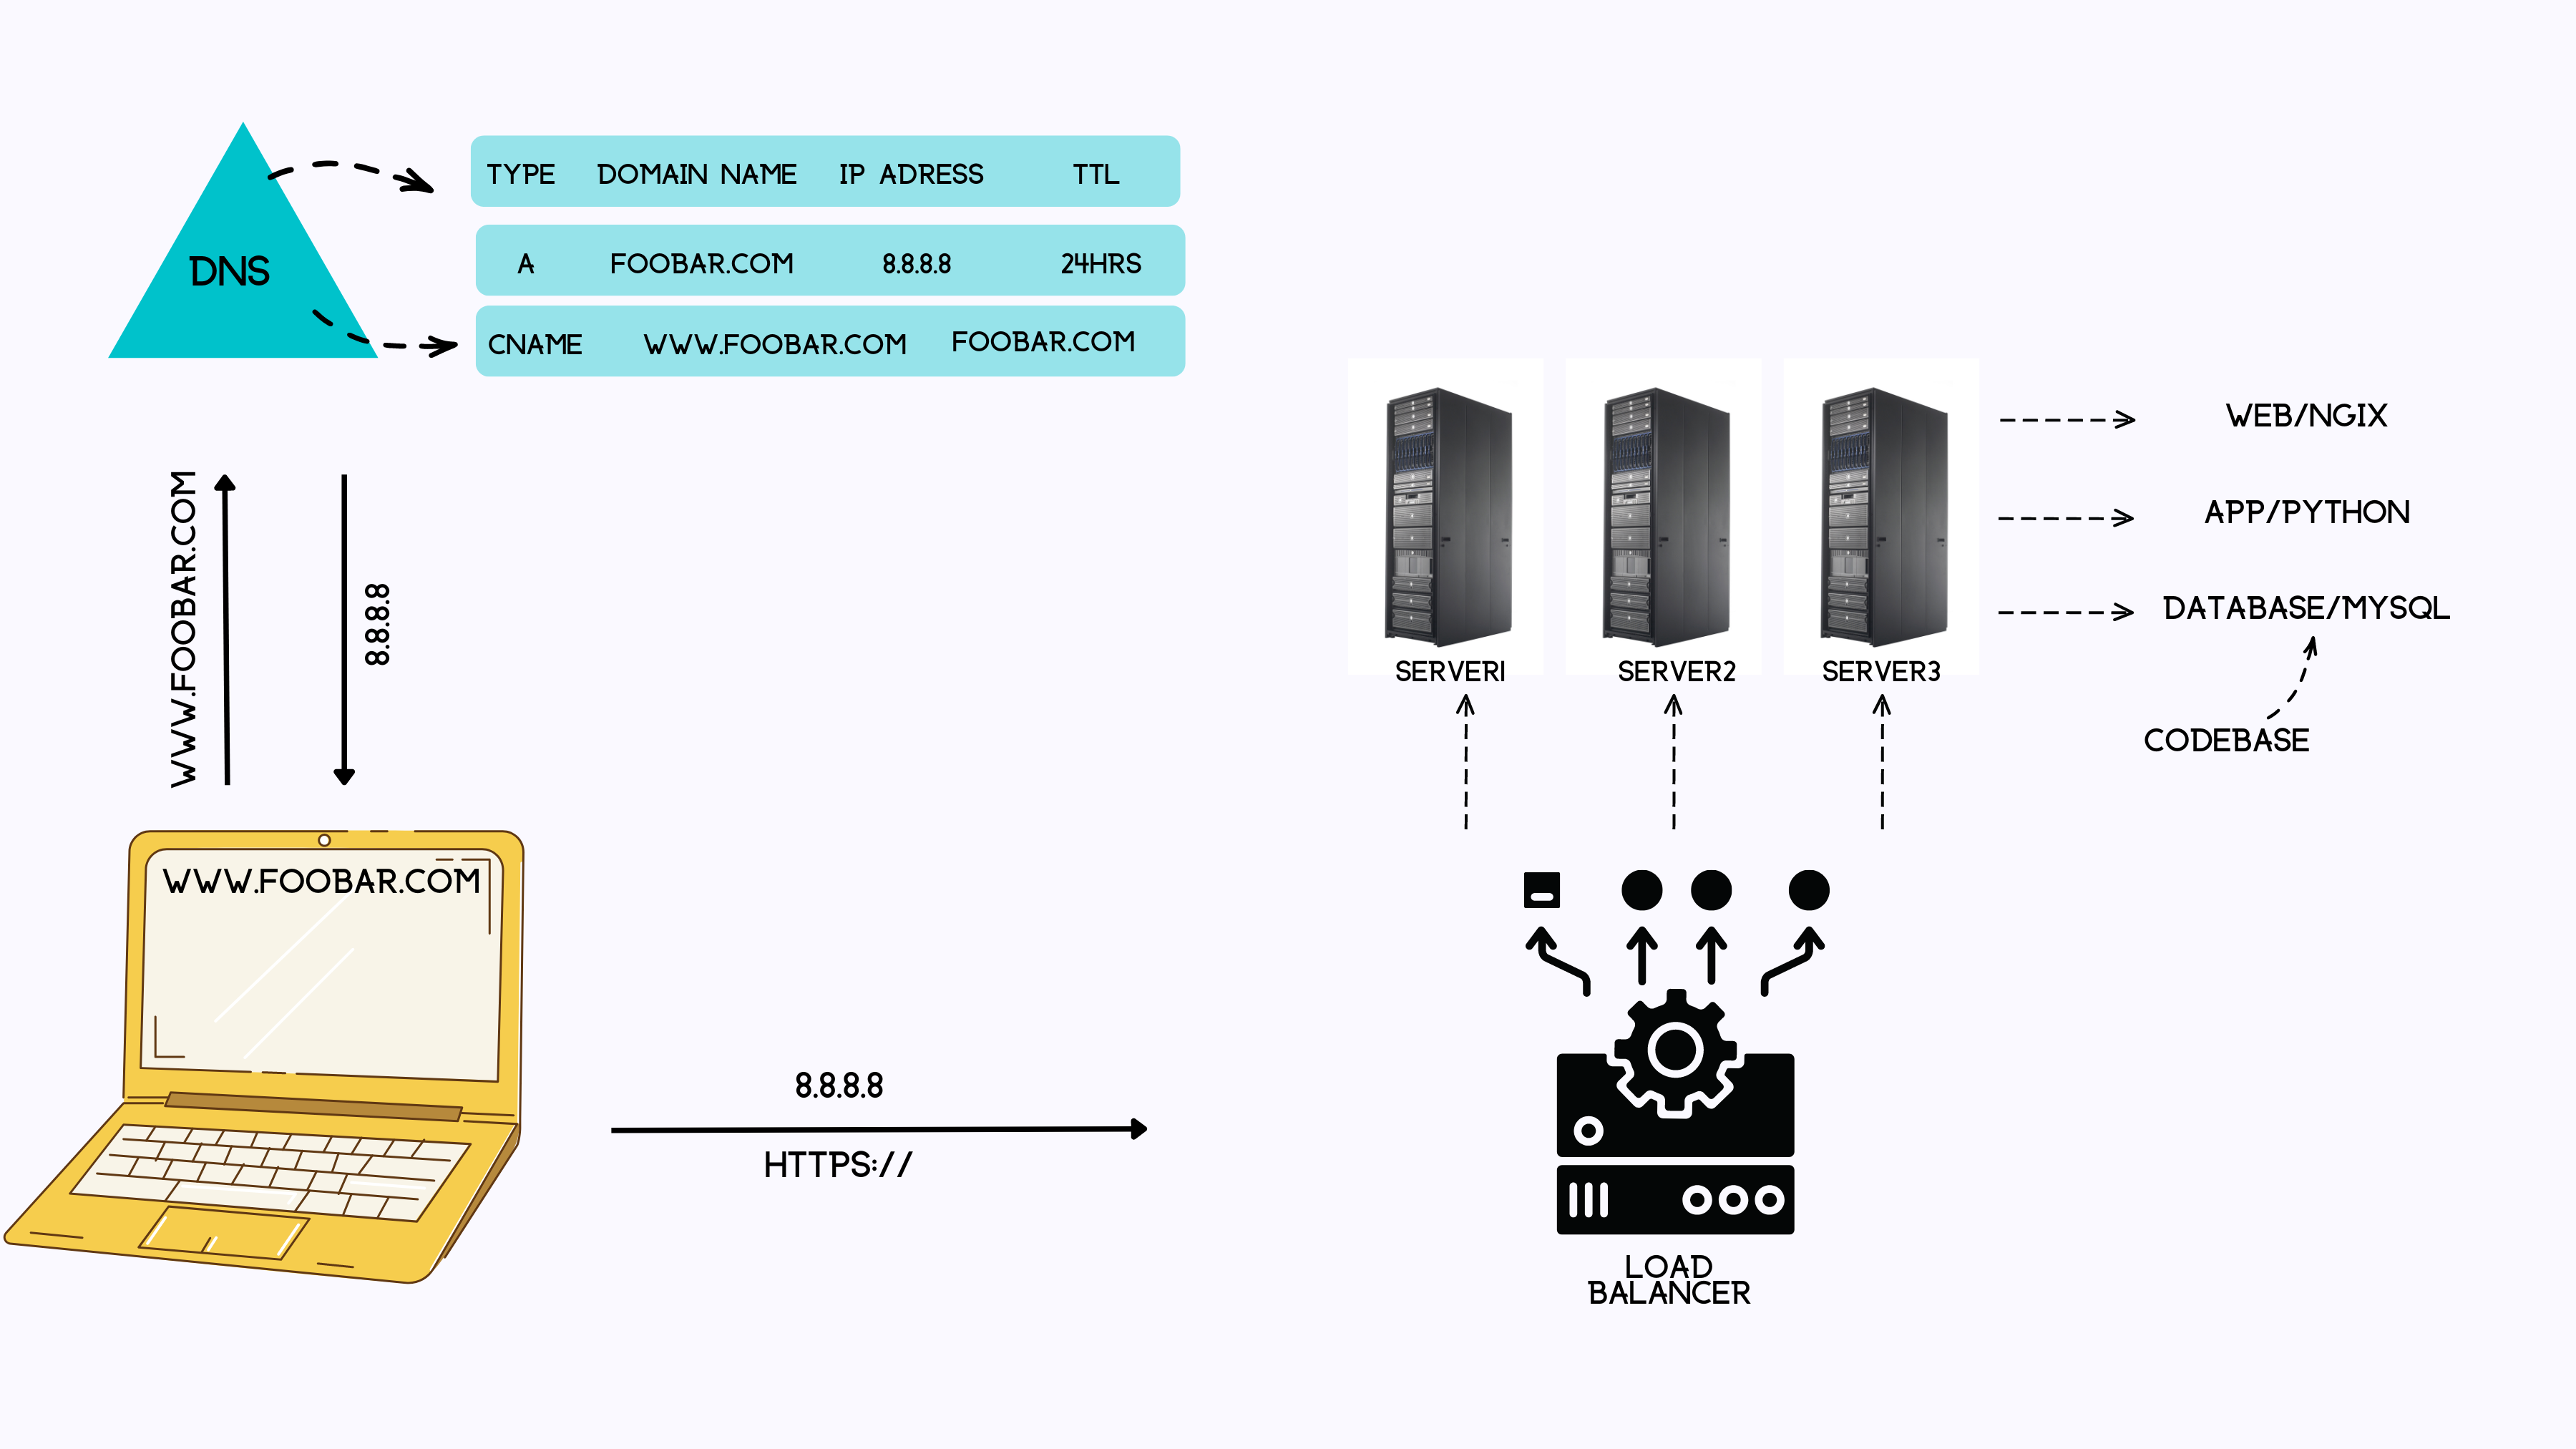 TYPE DOMAIN NAME IP ADRESS TTL
DNS
A FOOBAR.COM 8.8.8.8 24HRS
CNAME WWW.FOOBAR.COM FOOBAR.COM
WWW.FOOBAR.COM
8.8.8.8
WEB/NGIX
APP/PYTHON
DATABASE/MYSQL
SERVER1 SERVER2 SERVER3
CODEBASE
WWW.FOOBAR.COM
8.8.8.8
HTTPS://
LOAD
BALANCER